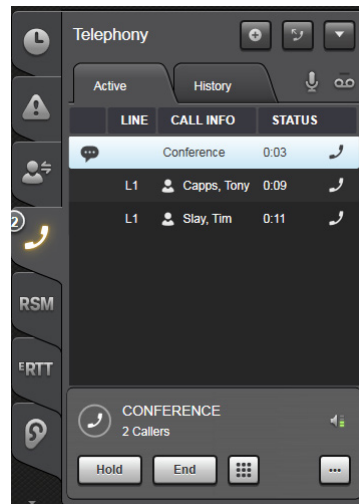 Telephony
Active History
LINE CALL INFO STATUS
Conference 0:03
L1 Capps, Tony 0:09
2
L1 Slay, Tim 0:11
RSM
ERTT
CONFERENCE
2 Callers
Hold End